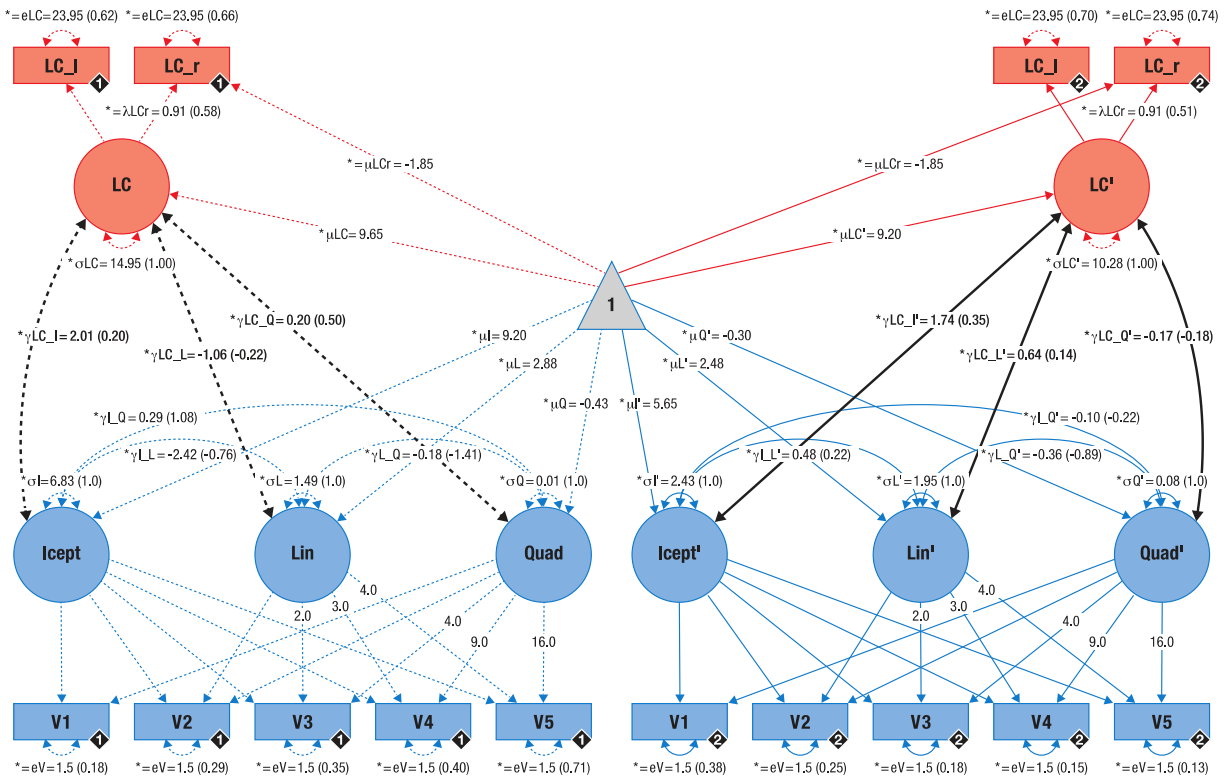 *=eLC=23.95 (0.62) *=eLC=23.95 (0.66) *=eLC=23.95 (0.70) *=eLC=23.95 (0.74)
LC_l LC_r LC_l LC_r
1 1 2 2
*=λLCr=0.91 (0.58) *=λLCr=0.91 (0.51)
*=μLCr=-1.85 *=μLCr=-1.85
LC LC'
*μLC=9.65 *μLC'=9.20
*σLC=14.95 (1.00) *σLC'=10.28 (1.00)
1
*γLC_I=2.01 (0.20) *γLC_Q=0.20 (0.50) *μI=9.20 *γLC_I'=1.74 (0.35) *μQ'=-0.30 *γLC_Q'=-0.17 (-0.18)
*γLC_L=-1.06 (-0.22) *μL=2.88 *μL'=2.48 *γLC_L'=0.64 (0.14)
*μQ=-0.43 *μI'=5.65
*γI_Q=0.29 (1.08) *γI_Q'=-0.10 (-0.22)
*γI_L=-2.42 (-0.76) *γL_Q=-0.18 (-1.41) *γI_L'=0.48 (0.22) *γL_Q'=-0.36 (-0.89)
*σI=6.83 (1.0) *σL=1.49 (1.0) *σQ=0.01 (1.0) *σI'=2.43 (1.0) *σL'=1.95 (1.0) *σQ'=0.08 (1.0)
Icept Lin Quad Icept' Lin' Quad'
4.0 4.0
2.0 3.0 4.0 2.0 3.0 4.0
9.0 16.0 9.0 16.0
V1 V2 V3 V4 V5 V1 V2 V3 V4 V5
1 1 1 1 1 2 2 2 2 2
*=eV=1.5 (0.18) *=eV=1.5 (0.29) *=eV=1.5 (0.35) *=eV=1.5 (0.40) *=eV=1.5 (0.71) *=eV=1.5 (0.38) *=eV=1.5 (0.25) *=eV=1.5 (0.18) *=eV=1.5 (0.15) *=eV=1.5 (0.13)